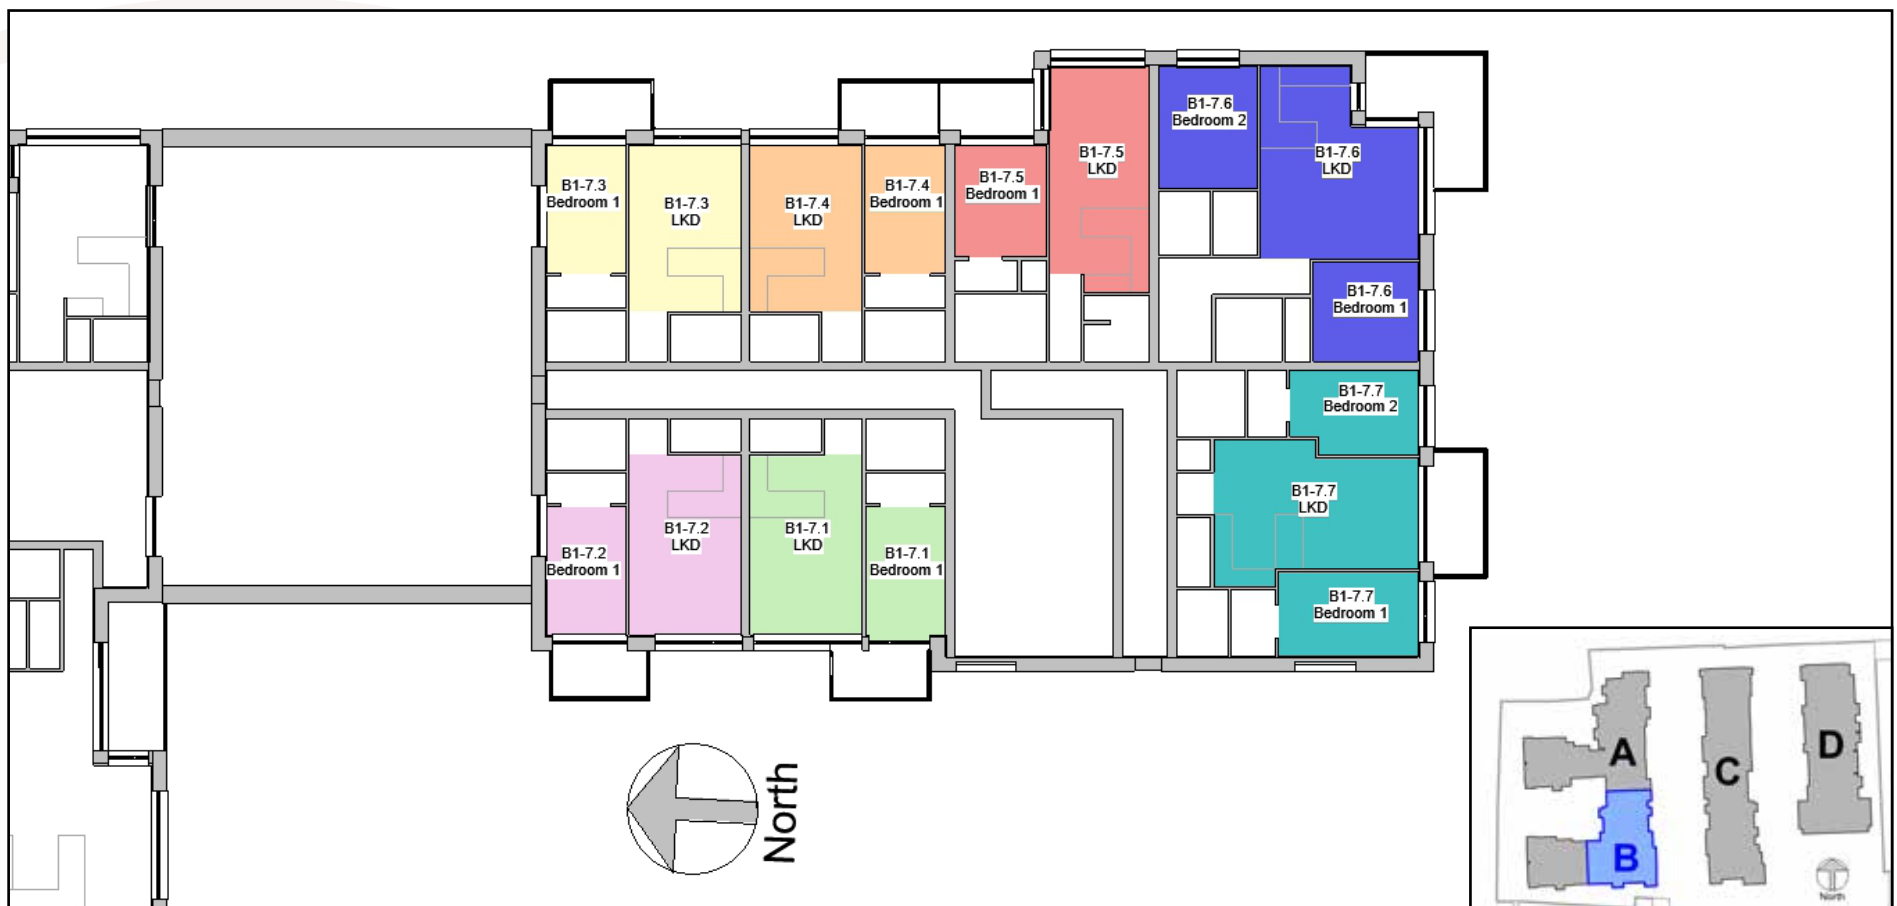 B1-7.3
Bedroom 1
B1-7.3
LKD
B1-7.4
LKD
B1-7.4
Bedroom 1
B1-7.5
Bedroom 1
B1-7.5
LKD
B1-7.6
Bedroom 2
B1-7.6
LKD
B1-7.6
Bedroom 1
B1-7.7
Bedroom 2
B1-7.7
LKD
B1-7.7
Bedroom 1
B1-7.2
Bedroom 1
B1-7.2
LKD
B1-7.1
LKD
B1-7.1
Bedroom 1
North
A
B
C
D
North